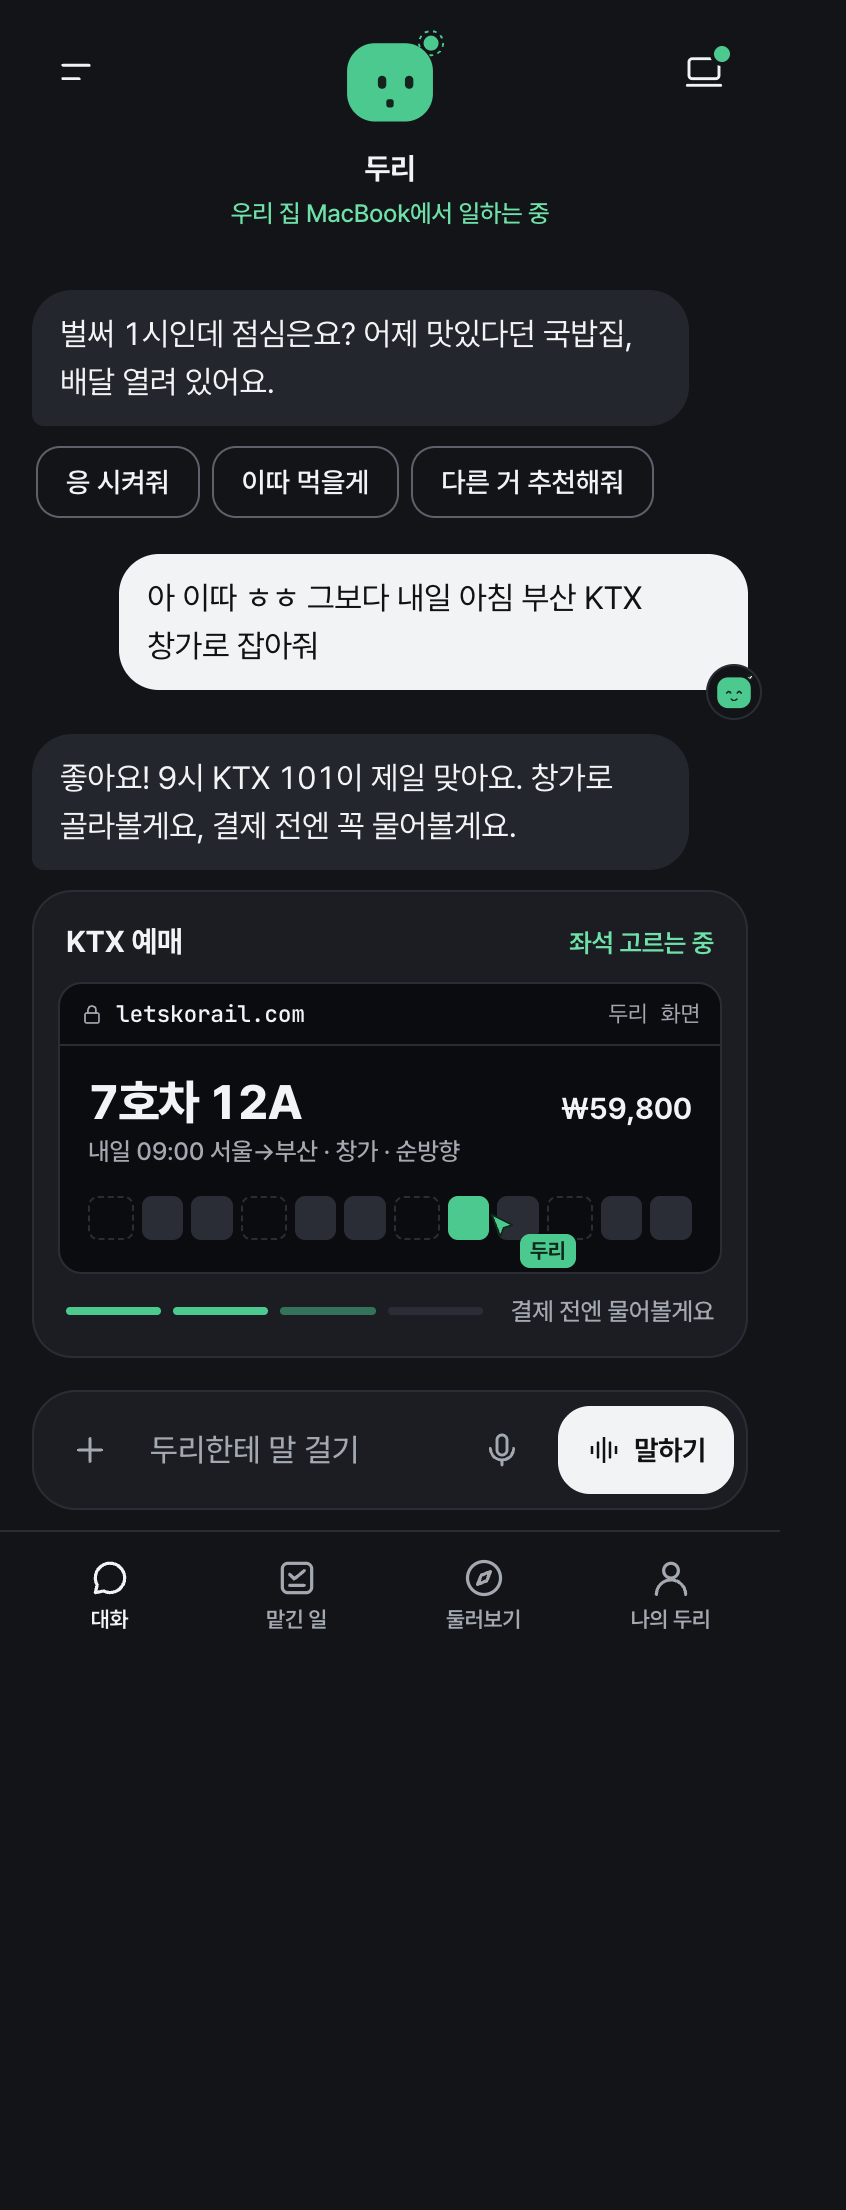 두리
우리 집 MacBook에서 일하는 중
벌써 1시인데 점심은요? 어제 맛있다던 국밥집,
배달 열려 있어요.
응 시켜줘
이따 먹을게
다른 거 추천해줘
아 이따 ㅎㅎ 그보다 내일 아침 부산 KTX
창가로 잡아줘
좋아요! 9시 KTX 101이 제일 맞아요. 창가로
골라볼게요, 결제 전엔 꼭 물어볼게요.
KTX 예매
좌석 고르는 중
letskorail.com
두리 화면
7호차 12A
₩59,800
내일 09:00 서울→부산 · 창가 · 순방향
두리
결제 전엔 물어볼게요
두리한테 말 걸기
말하기
대화
맡긴 일
둘러보기
나의 두리